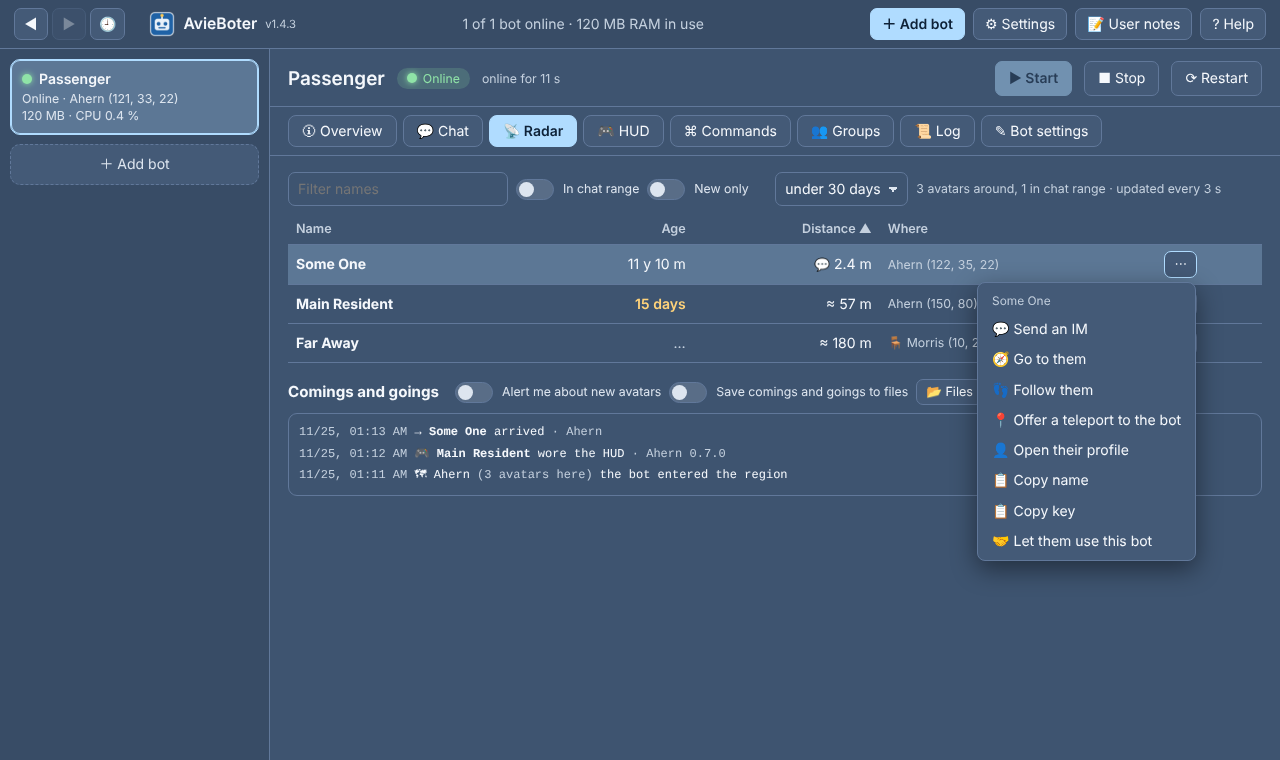 AvieBoter v1.4.3
1 of 1 bot online · 120 MB RAM in use
+ Add bot
Settings
User notes
? Help
Passenger
Online · Ahern (121, 33, 22)
120 MB · CPU 0.4 %
+ Add bot
Passenger
Online
online for 11 s
Start
Stop
Restart
Overview
Chat
Radar
HUD
Commands
Groups
Log
Bot settings
Filter names
In chat range
New only
under 30 days
3 avatars around, 1 in chat range · updated every 3 s
Name Age Distance ▲ Where
Some One 11 y 10 m 2.4 m Ahern (122, 35, 22) ···
Main Resident 15 days ≈ 57 m Ahern (150, 80)
Far Away ... ≈ 180 m Morris (10, 2
Comings and goings
Alert me about new avatars
Save comings and goings to files
Files
11/25, 01:13 AM → Some One arrived · Ahern
11/25, 01:12 AM Main Resident wore the HUD · Ahern 0.7.0
11/25, 01:11 AM Ahern (3 avatars here) the bot entered the region
Some One
Send an IM
Go to them
Follow them
Offer a teleport to the bot
Open their profile
Copy name
Copy key
Let them use this bot